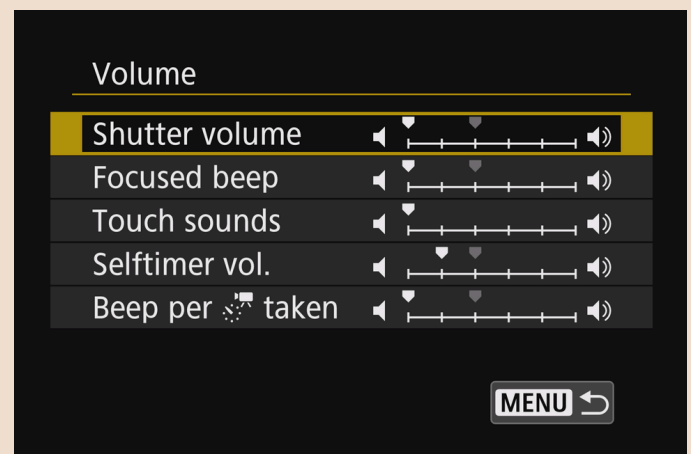 Volume
Shutter volume
Focused beep
Touch sounds
Selftimer vol.
Beep per taken
MENU